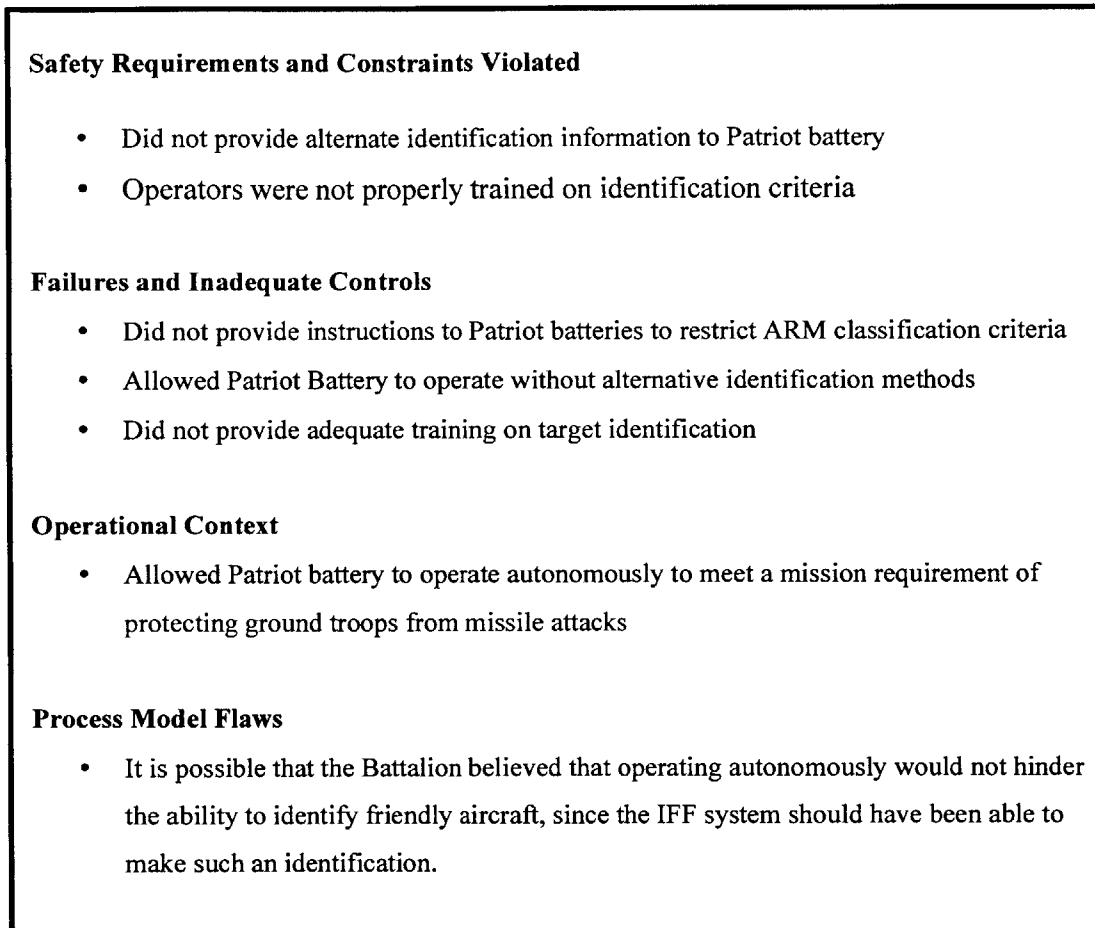 Safety Requirements and Constraints Violated
• Did not provide alternate identification information to Patriot battery
• Operators were not properly trained on identification criteria
Failures and Inadequate Controls
• Did not provide instructions to Patriot batteries to restrict ARM classification criteria
• Allowed Patriot Battery to operate without alternative identification methods
• Did not provide adequate training on target identification
Operational Context
• Allowed Patriot battery to operate autonomously to meet a mission requirement of
protecting ground troops from missile attacks
Process Model Flaws
• It is possible that the Battalion believed that operating autonomously would not hinder
the ability to identify friendly aircraft, since the IFF system should have been able to
make such an identification.